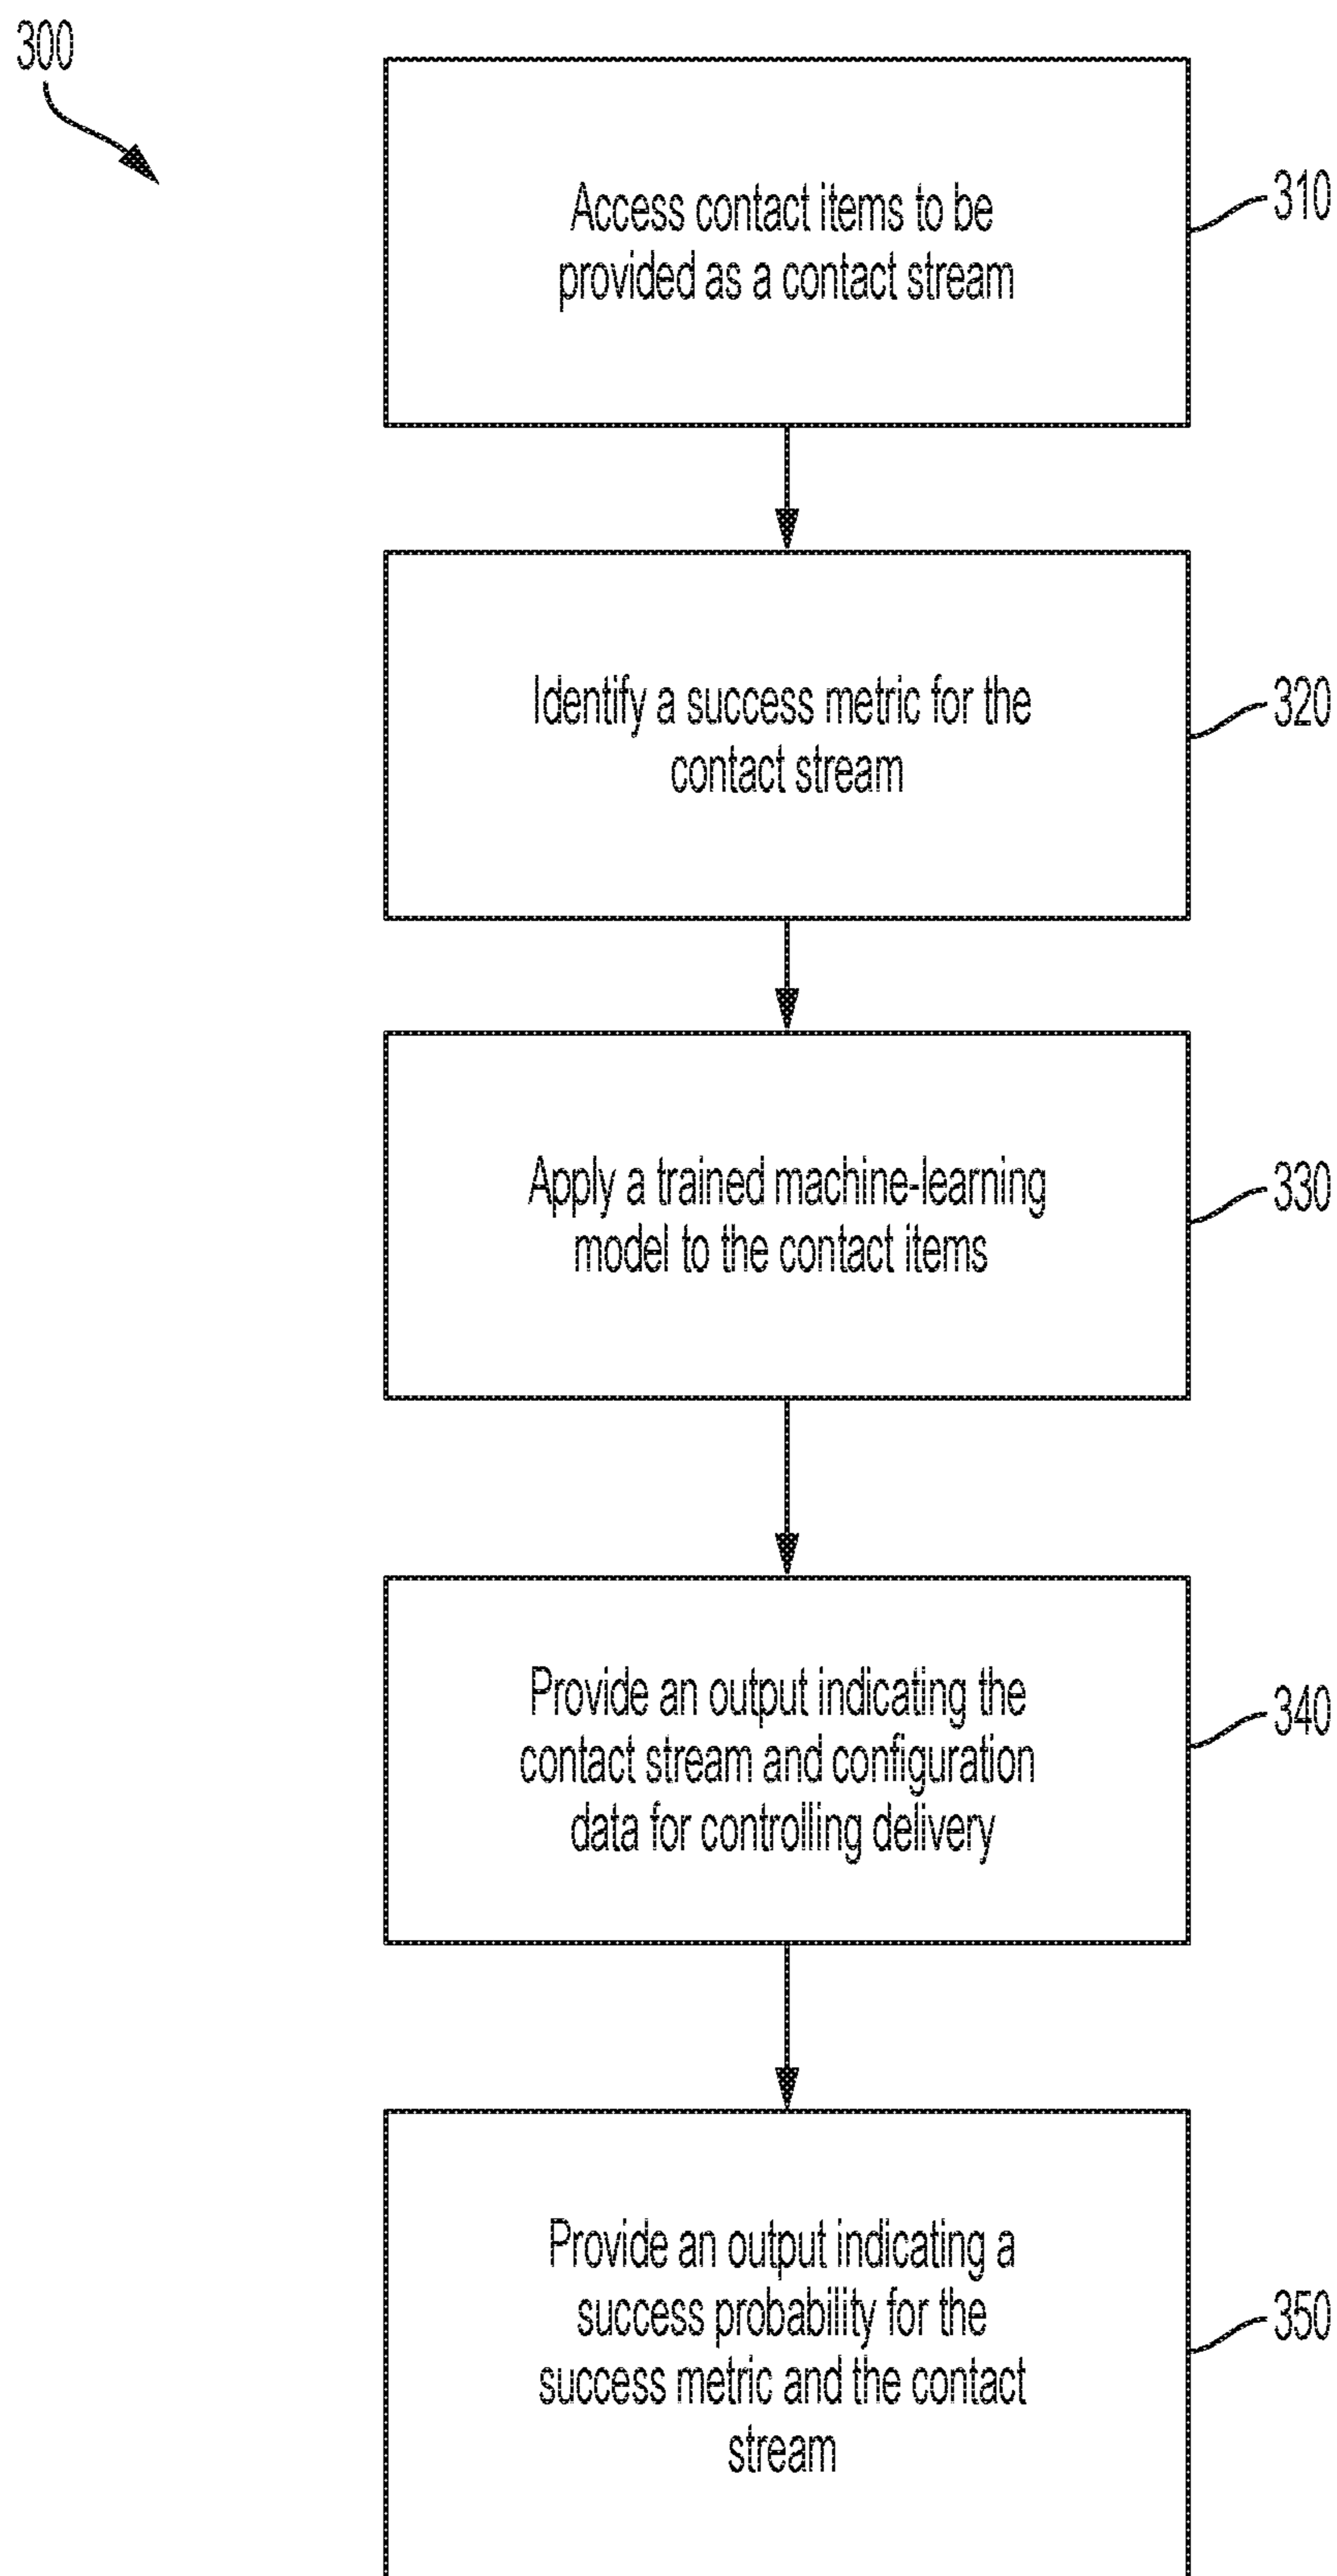 300
Access contact items to be
provided as a contact stream
310
Identify a success metric for the
contact stream
320
Apply a trained machine-learning
model to the contact items
330
Provide an output indicating the
contact stream and configuration
data for controlling delivery
340
Provide an output indicating a
success probability for the
success metric and the contact
stream
350